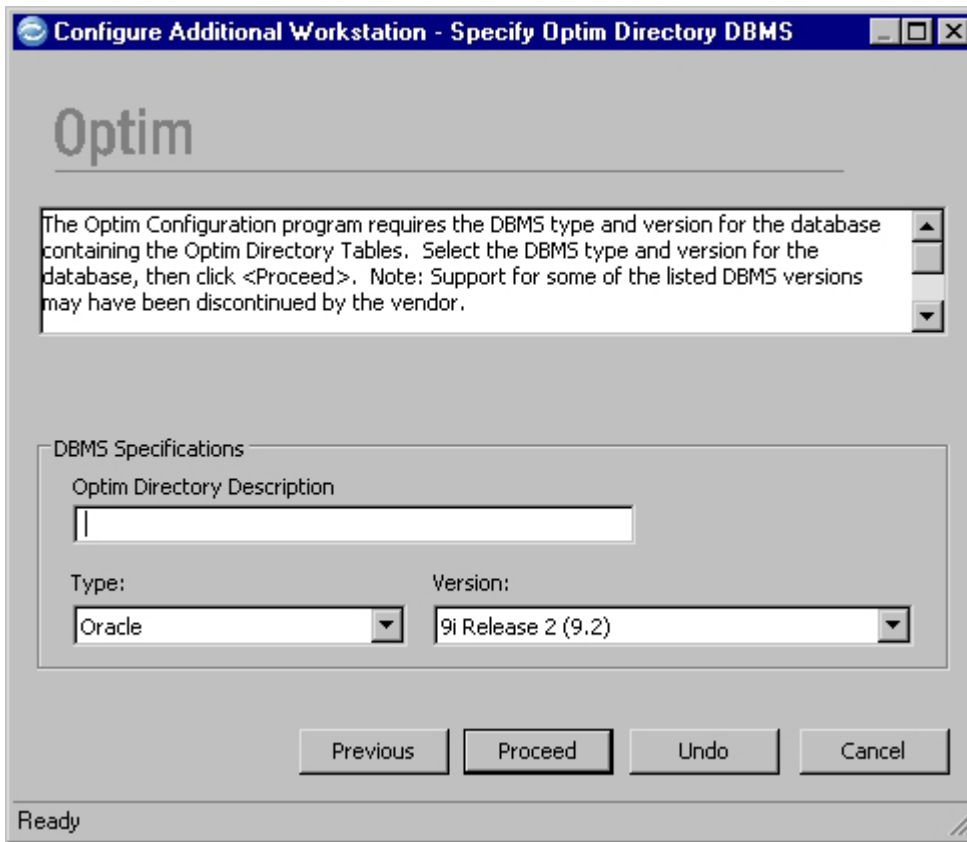 Configure Additional Workstation - Specify Optim Directory DBMS
Optim
The Optim Configuration program requires the DBMS type and version for the database
containing the Optim Directory Tables.  Select the DBMS type and version for the
database, then click <Proceed>.  Note: Support for some of the listed DBMS versions
may have been discontinued by the vendor.
DBMS Specifications
Optim Directory Description
Type: Version:
Oracle 9i Release 2 (9.2)
Previous Proceed Undo Cancel
Ready